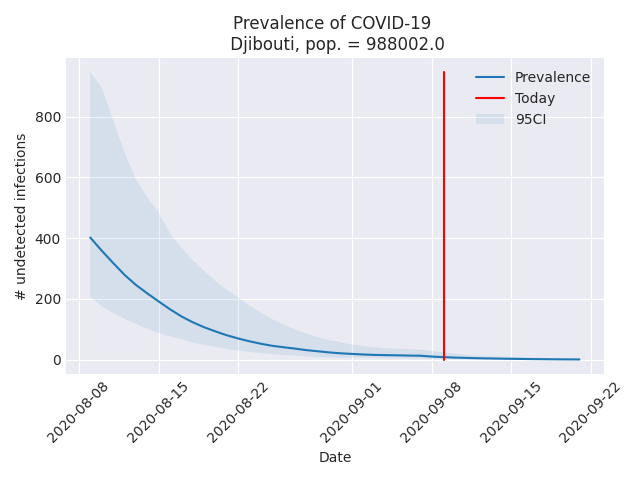 Prevalence of COVID-19
Djibouti, pop. = 988002.0
Prevalence
Today
95CI
# undetected infections
800
600
400
200
0
2020-08-08
2020-08-15
2020-08-22
2020-09-01
2020-09-08
2020-09-15
2020-09-22
Date